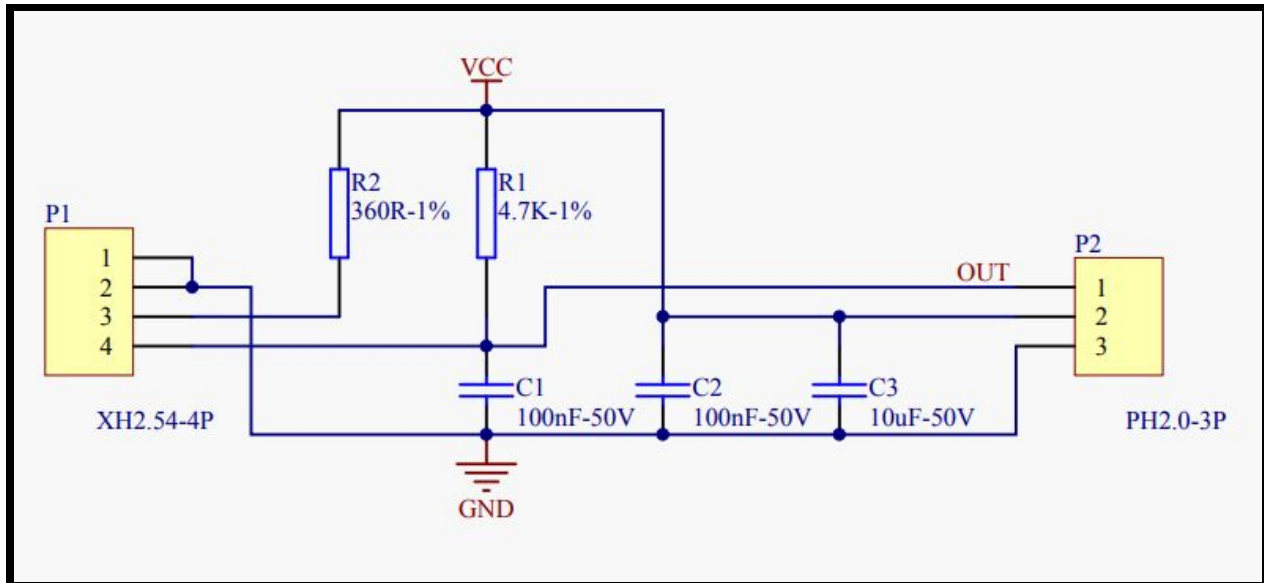 VCC
R2
360R-1%
R1
4.7K-1%
P1
1
2
3
4
XH2.54-4P
OUT
P2
1
2
3
PH2.0-3P
C1
100nF-50V
C2
100nF-50V
C3
10uF-50V
GND